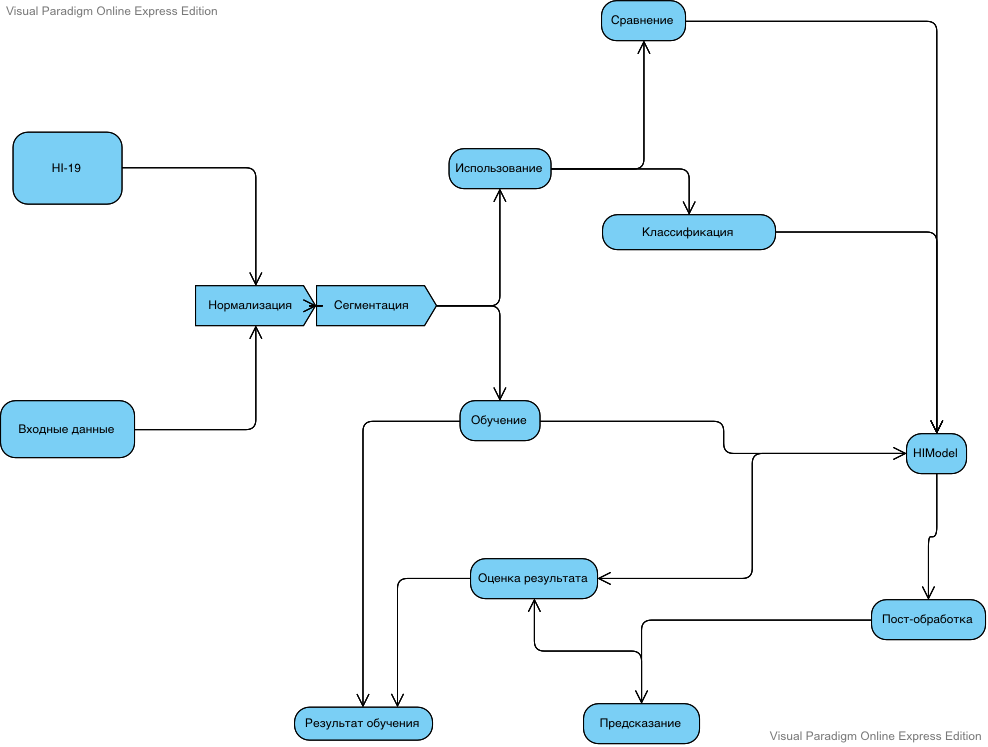 Visual Paradigm Online Express Edition
Сравнение
HI-19
Использование
Классификация
Нормализация
Сегментация
Обучение
Входные данные
HIModel
Оценка результата
Пост-обработка
Результат обучения
Предсказание
Visual Paradigm Online Express Edition